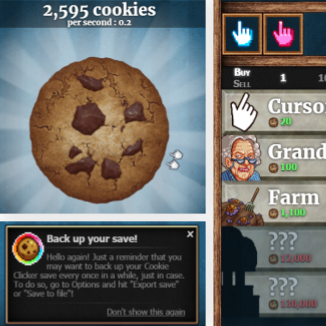 2,595 cookies
per second : 0.2
Buy
1
Sell
Curso
20
Grand
100
Farm
1,100
???
12,000
???
130,000
Back up your save!
x
Hello again! Just a reminder that you
may want to back up your Cookie
Clicker save every once in a while, just in case.
To do so, go to Options and hit "Export save"
or "Save to file"!
Don't show this again